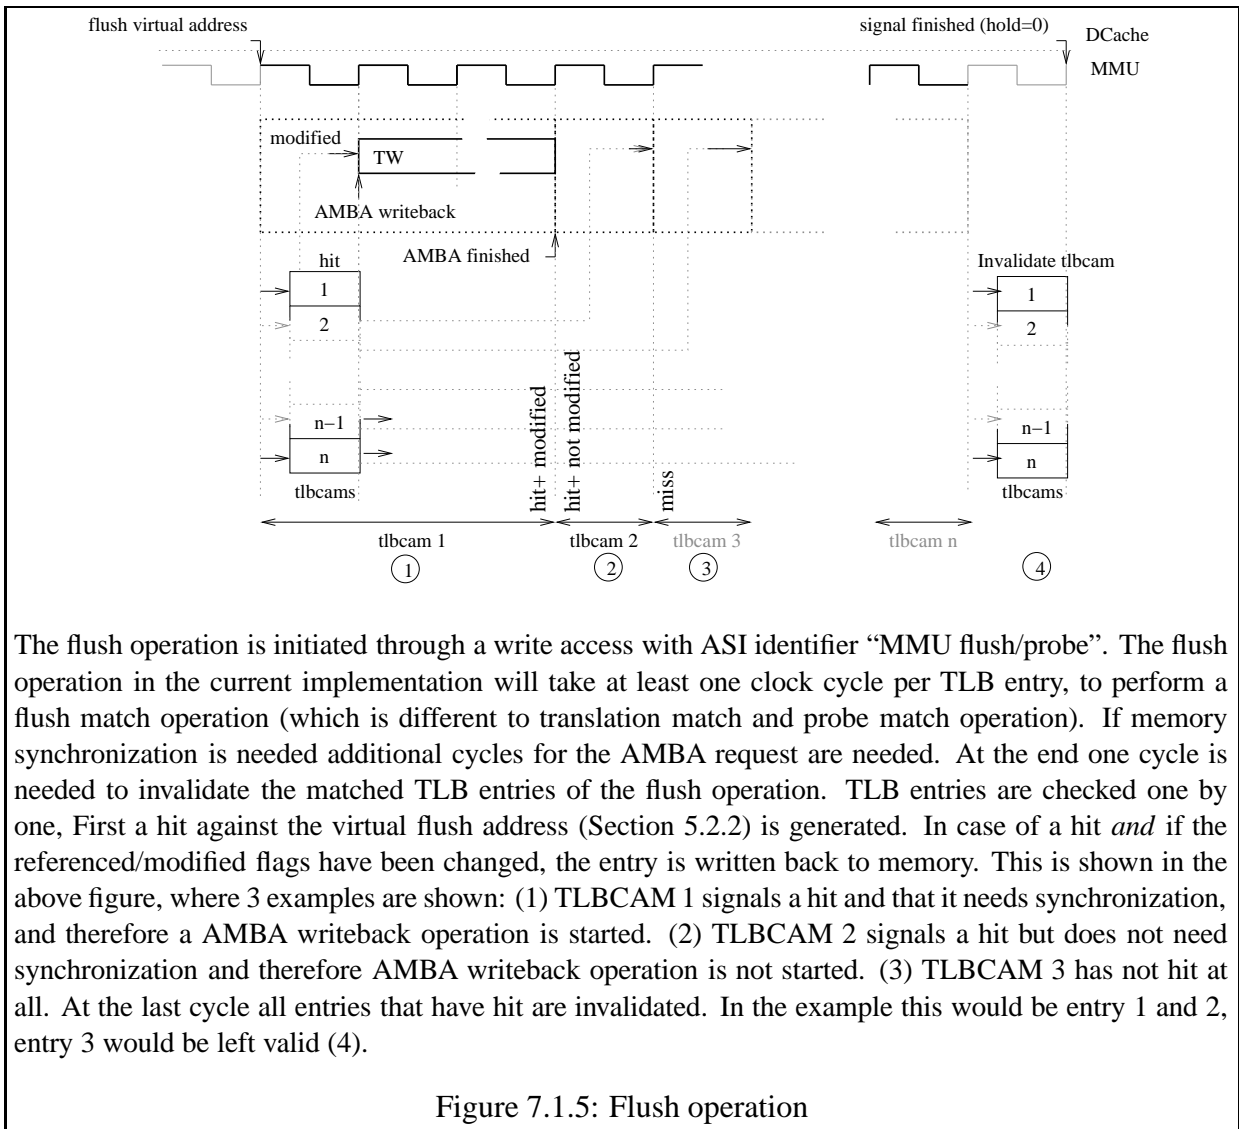 flush virtual address
signal finished (hold=0)
DCache
MMU
modified
TW
AMBA writeback
AMBA finished
hit
Invalidate tlbcam
1
1
2
2
n−1
n−1
n
n
tlbcams
tlbcams
hit+ modified
hit+ not modified
miss
tlbcam 1
tlbcam 2
tlbcam 3
tlbcam n
1
2
3
4
The flush operation is initiated through a write access with ASI identifier “MMU flush/probe”. The flush
operation in the current implementation will take at least one clock cycle per TLB entry, to perform a
flush match operation (which is different to translation match and probe match operation). If memory
synchronization is needed additional cycles for the AMBA request are needed. At the end one cycle is
needed to invalidate the matched TLB entries of the flush operation. TLB entries are checked one by
one, First a hit against the virtual flush address (Section 5.2.2) is generated. In case of a hit and if the
referenced/modified flags have been changed, the entry is written back to memory. This is shown in the
above figure, where 3 examples are shown: (1) TLBCAM 1 signals a hit and that it needs synchronization,
and therefore a AMBA writeback operation is started. (2) TLBCAM 2 signals a hit but does not need
synchronization and therefore AMBA writeback operation is not started. (3) TLBCAM 3 has not hit at
all. At the last cycle all entries that have hit are invalidated. In the example this would be entry 1 and 2,
entry 3 would be left valid (4).
Figure 7.1.5: Flush operation